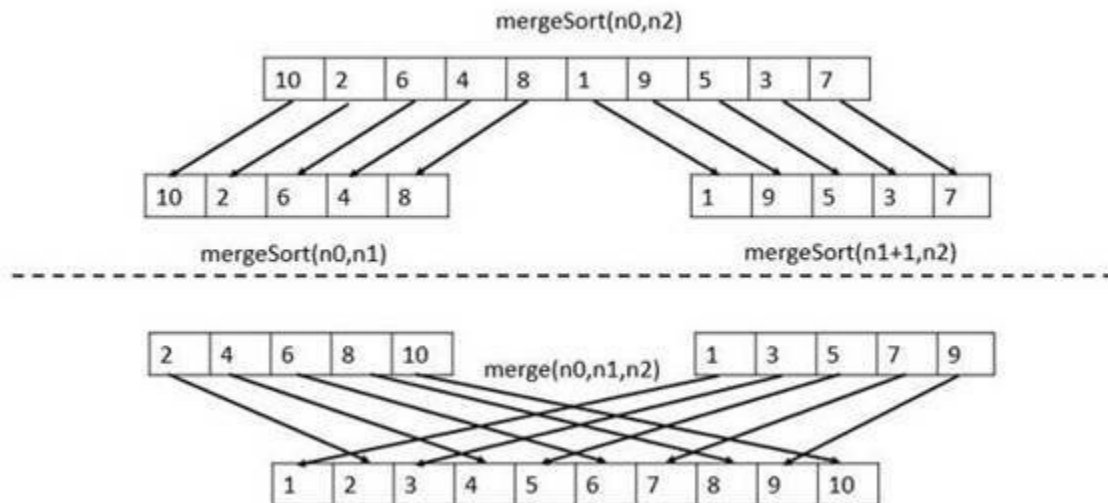 mergeSort(n0,n2)
10 2 6 4 8 1 9 5 3 7
10 2 6 4 8 1 9 5 3 7
mergeSort(n0,n1) mergeSort(n1+1,n2)
2 4 6 8 10 1 3 5 7 9
merge(n0,n1,n2)
1 2 3 4 5 6 7 8 9 10